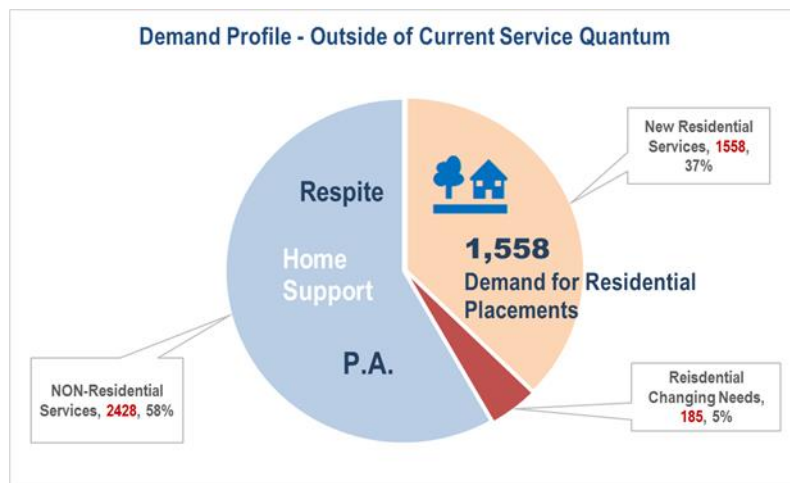 Demand Profile - Outside of Current Service Quantum
New Residential
Services, 1558,
37%
Respite
1,558
Home
Support
Demand for Residential
Placements
P.A.
NON-Residential
Services, 2428, 58%
Reisdential
Changing Needs,
185, 5%